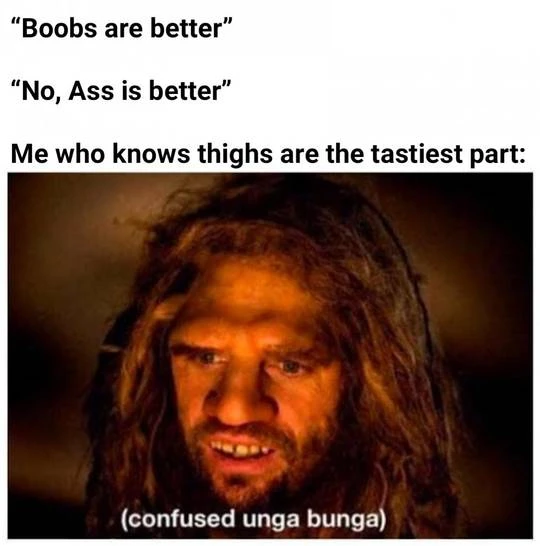 “Boobs are better”
“No, Ass is better”
Me who knows thighs are the tastiest part:
(confused unga bunga)